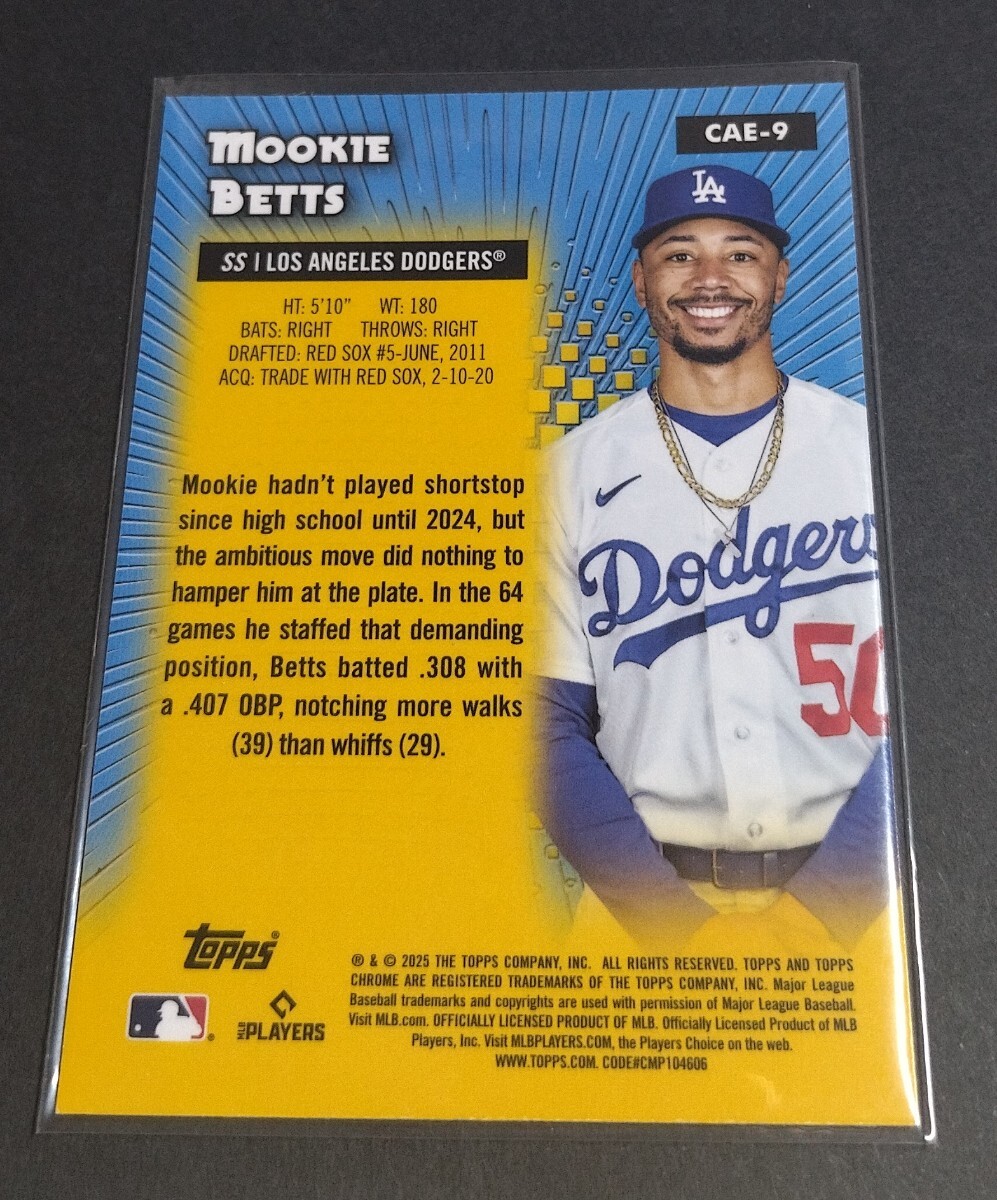 CAE-9
MOOKIE
BETTS
SS | LOS ANGELES DODGERS®
HT: 5'10" WT: 180
BATS: RIGHT THROWS: RIGHT
DRAFTED: RED SOX #5-JUNE, 2011
ACQ: TRADE WITH RED SOX, 2-10-20
LA
Dodgers
50
Mookie hadn't played shortstop
since high school until 2024, but
the ambitious move did nothing to
hamper him at the plate. In the 64
games he staffed that demanding
position, Betts batted .308 with
a .407 OBP, notching more walks
(39) than whiffs (29).
TOPPS®
MLB PLAYERS
® & © 2025 THE TOPPS COMPANY, INC. ALL RIGHTS RESERVED. TOPPS AND TOPPS
CHROME ARE REGISTERED TRADEMARKS OF THE TOPPS COMPANY, INC. Major League
Baseball trademarks and copyrights are used with permission of Major League Baseball.
Visit MLB.com. OFFICIALLY LICENSED PRODUCT OF MLB. Officially Licensed Product of MLB
Players, Inc. Visit MLBPLAYERS.COM, the Players Choice on the web.
WWW.TOPPS.COM. CODE#CMP104606